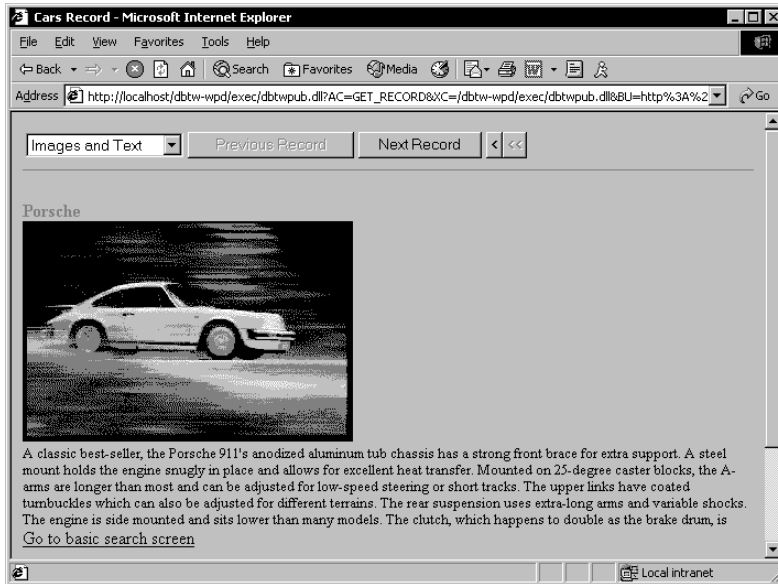 Cars Record - Microsoft Internet Explorer
File Edit View Favorites Tools Help
Back Search Favorites Media
Address http://localhost/dbtw-wpd/exec/dbtwpub.dll?AC=GET_RECORD&XC=/dbtw-wpd/exec/dbtwpub.dll&BU=http%3A%2 Go
Images and Text Previous Record Next Record < <<
Porsche
A classic best-seller, the Porsche 911's anodized aluminum tub chassis has a strong front brace for extra support. A steel
mount holds the engine snugly in place and allows for excellent heat transfer. Mounted on 25-degree caster blocks, the A-
arms are longer than most and can be adjusted for low-speed steering or short tracks. The upper links have coated
turnbuckles which can also be adjusted for different terrains. The rear suspension uses extra-long arms and variable shocks.
The engine is side mounted and sits lower than many models. The clutch, which happens to double as the brake drum, is
Go to basic search screen
Local intranet